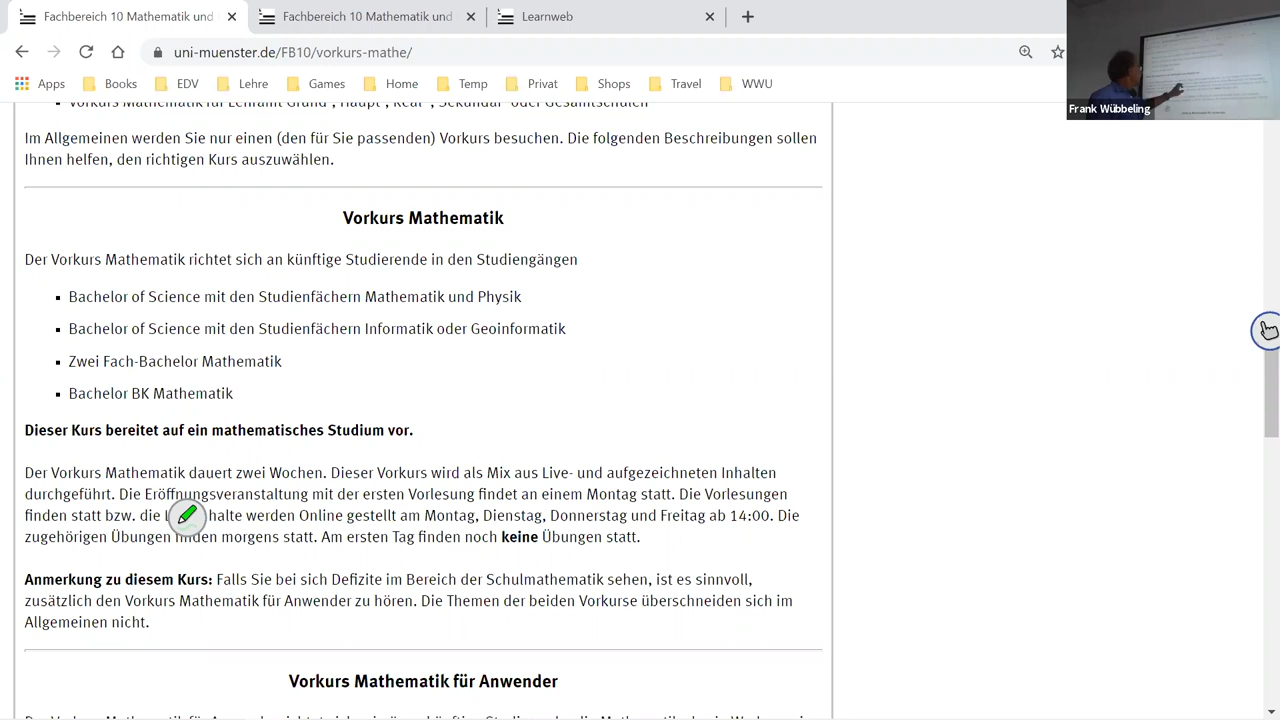 Fachbereich 10 Mathematik und
Fachbereich 10 Mathematik und
Learnweb
uni-muenster.de/FB10/vorkurs-mathe/
Apps
Books
EDV
Lehre
Games
Home
Temp
Privat
Shops
Travel
WWU
Frank Wübbeling
Im Allgemeinen werden Sie nur einen (den für Sie passenden) Vorkurs besuchen. Die folgenden Beschreibungen sollen
Ihnen helfen, den richtigen Kurs auszuwählen.
Vorkurs Mathematik
Der Vorkurs Mathematik richtet sich an künftige Studierende in den Studiengängen
Bachelor of Science mit den Studienfächern Mathematik und Physik
Bachelor of Science mit den Studienfächern Informatik oder Geoinformatik
Zwei Fach-Bachelor Mathematik
Bachelor BK Mathematik
Dieser Kurs bereitet auf ein mathematisches Studium vor.
Der Vorkurs Mathematik dauert zwei Wochen. Dieser Vorkurs wird als Mix aus Live- und aufgezeichneten Inhalten
durchgeführt. Die Eröffnungsveranstaltung mit der ersten Vorlesung findet an einem Montag statt. Die Vorlesungen
finden statt bzw. die halte werden Online gestellt am Montag, Dienstag, Donnerstag und Freitag ab 14:00. Die
zugehörigen Übungen finden morgens statt. Am ersten Tag finden noch keine Übungen statt.
Anmerkung zu diesem Kurs: Falls Sie bei sich Defizite im Bereich der Schulmathematik sehen, ist es sinnvoll,
zusätzlich den Vorkurs Mathematik für Anwender zu hören. Die Themen der beiden Vorkurse überschneiden sich im
Allgemeinen nicht.
Vorkurs Mathematik für Anwender